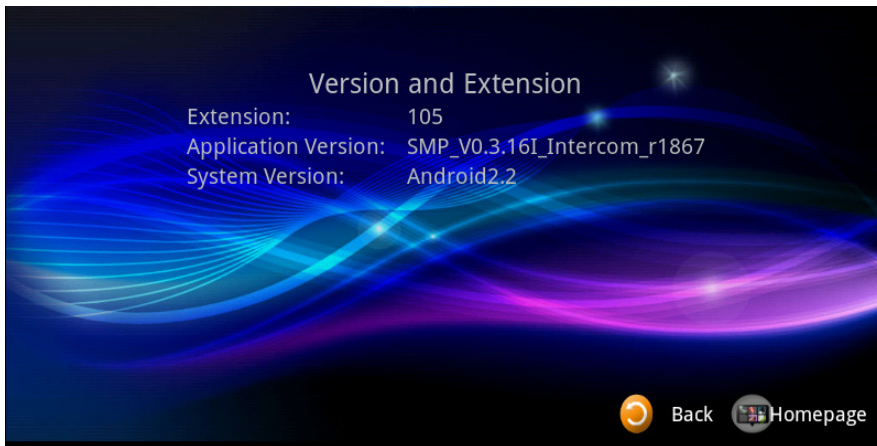 Version and Extension
Extension: 105
Application Version: SMP_V0.3.16I_Intercom_r1867
System Version: Android2.2
Back Homepage